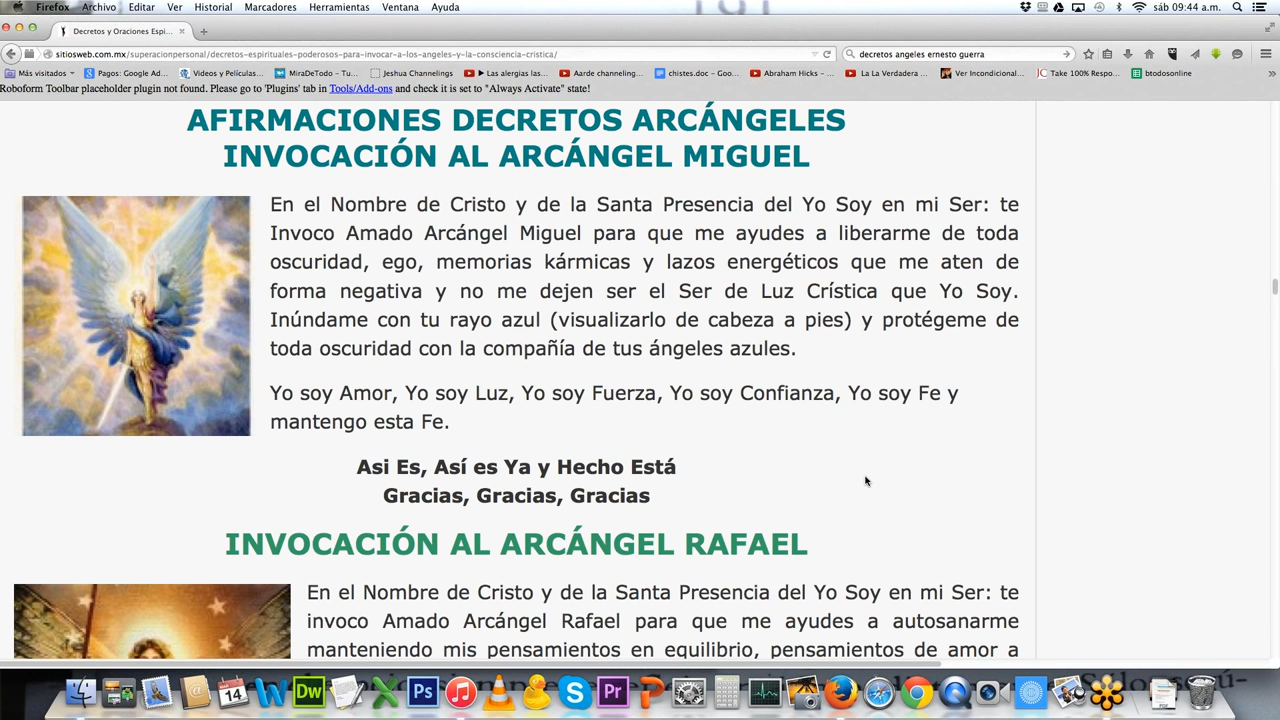 Firefox Archivo Editar Ver Historial Marcadores Herramientas Ventana Ayuda sáb 09:44 a.m.
Decretos y Oraciones Espi...
sitiosweb.com.mx/superacionpersonal/decretos-espirituales-poderosos-para-invocar-a-los-angeles-y-la-consciencia-cristica/ decretos angeles ernesto guerra
Más visitados Pagos: Google Ad... Videos y Películas... MiraDeTodo - Tu... Jeshua Channelings ▶ Las alergias las... Aarde channeling... chistes.doc - Goo... Abraham Hicks - ... La La Verdadera ... Ver Incondicional... Take 100% Respo... btodosonline
Roboform Toolbar placeholder plugin not found. Please go to 'Plugins' tab in Tools/Add-ons and check it is set to "Always Activate" state!
AFIRMACIONES DECRETOS ARCÁNGELES
INVOCACIÓN AL ARCÁNGEL MIGUEL
En el Nombre de Cristo y de la Santa Presencia del Yo Soy en mi Ser: te
Invoco Amado Arcángel Miguel para que me ayudes a liberarme de toda
oscuridad, ego, memorias kármicas y lazos energéticos que me aten de
forma negativa y no me dejen ser el Ser de Luz Crística que Yo Soy.
Inúndame con tu rayo azul (visualizarlo de cabeza a pies) y protégeme de
toda oscuridad con la compañía de tus ángeles azules.
Yo soy Amor, Yo soy Luz, Yo soy Fuerza, Yo soy Confianza, Yo soy Fe y
mantengo esta Fe.
Asi Es, Así es Ya y Hecho Está
Gracias, Gracias, Gracias
INVOCACIÓN AL ARCÁNGEL RAFAEL
En el Nombre de Cristo y de la Santa Presencia del Yo Soy en mi Ser: te
invoco Amado Arcángel Rafael para que me ayudes a autosanarme
manteniendo mis pensamientos en equilibrio, pensamientos de amor a
14 Dw Ps Pr